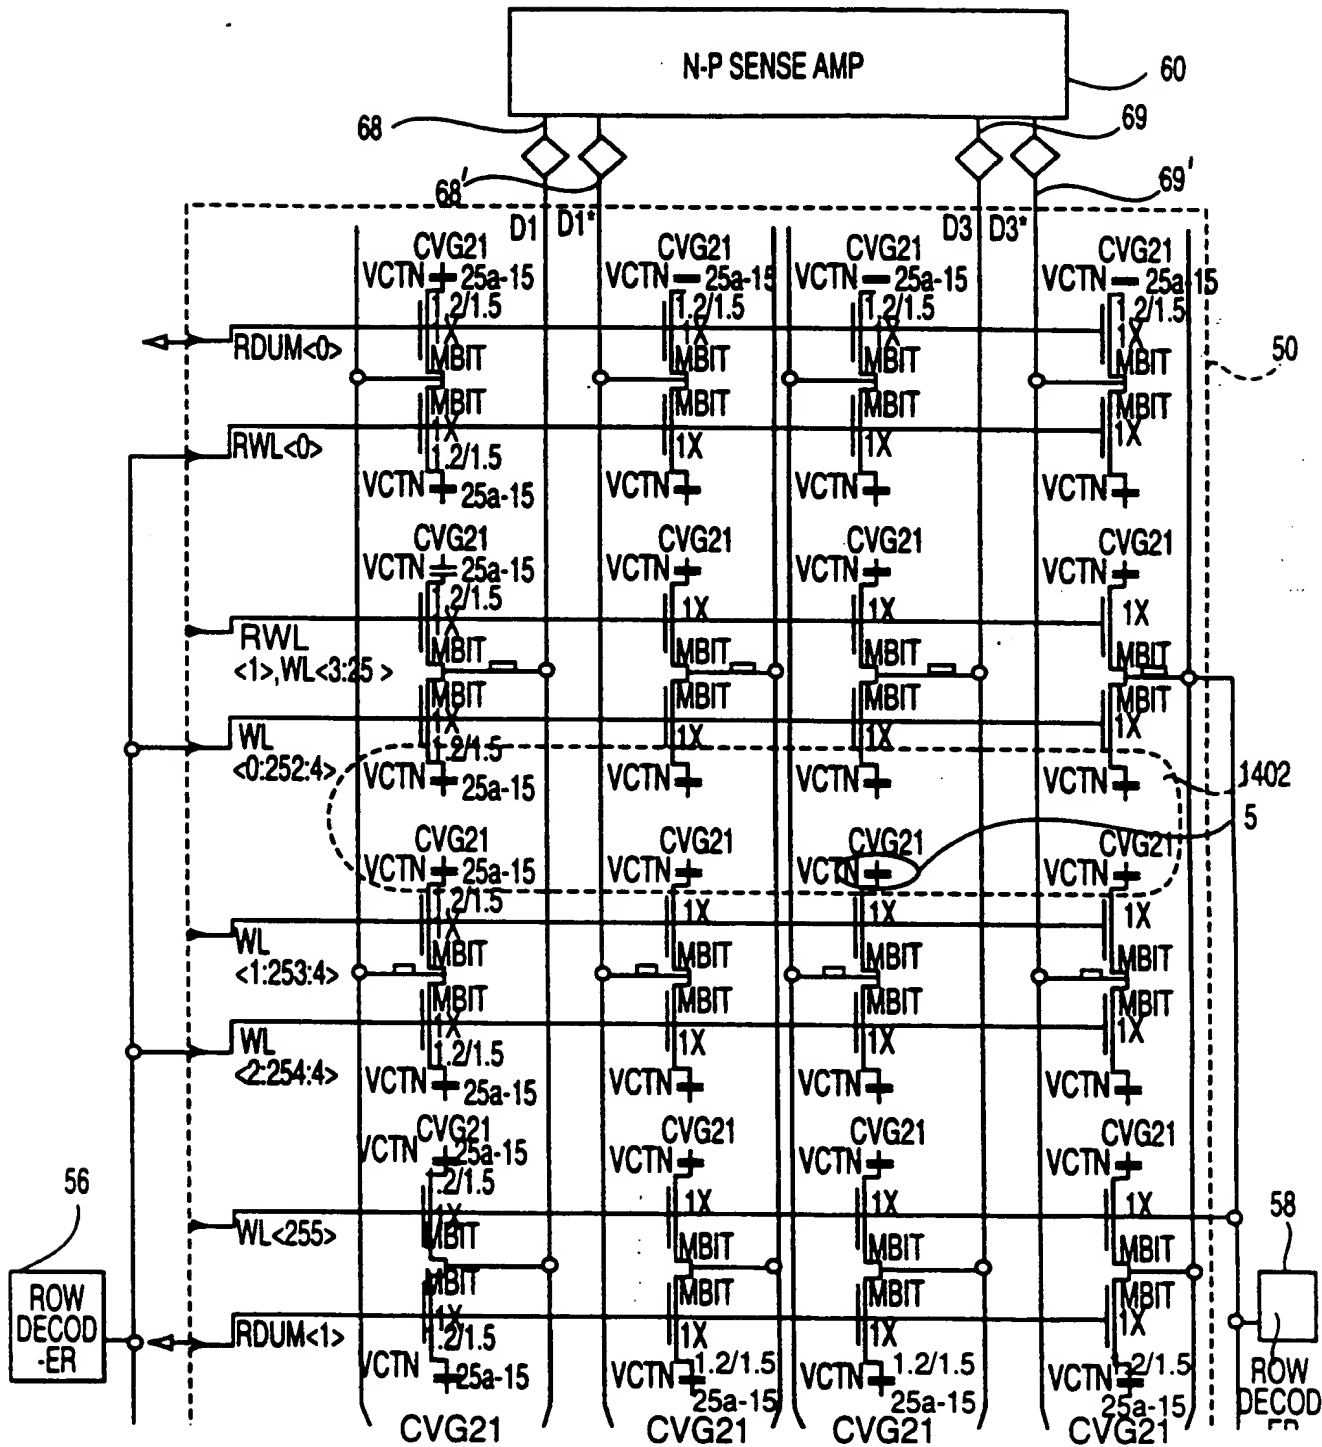 N-P SENSE AMP
60
68
69
68'
69'
D1 D1* D3 D3*
CVG21 CVG21 CVG21 CVG21
VCTN 25a-15 VCTN 25a-15 VCTN 25a-15 VCTN 25a-15
1.2/1.5 1.2/1.5 1.2/1.5 1.2/1.5
1X 1X 1X 1X
RDUM<0>
50
MBIT MBIT MBIT MBIT
MBIT MBIT MBIT MBIT
RWL<0>
1X 1X 1X 1X
1.2/1.5
VCTN VCTN VCTN VCTN
25a-15
CVG21 CVG21 CVG21 CVG21
VCTN 25a-15 VCTN VCTN VCTN
1.2/1.5
1X 1X 1X 1X
RWL
<1>,WL<3:25 >
MBIT MBIT MBIT MBIT
MBIT MBIT MBIT MBIT
WL
<0:252:4>
1X 1X 1X 1X
1.2/1.5
VCTN VCTN VCTN VCTN
25a-15
1402
5
CVG21 CVG21 CVG21 CVG21
VCTN 25a-15 VCTN VCTN VCTN
1.2/1.5
1X 1X 1X 1X
WL
<1:253:4>
MBIT MBIT MBIT MBIT
MBIT MBIT MBIT MBIT
WL
<2:254:4>
1X 1X 1X 1X
1.2/1.5
VCTN VCTN VCTN VCTN
25a-15
CVG21 CVG21 CVG21 CVG21
VCTN 25a-15 VCTN VCTN VCTN
.2/1.5
1X 1X 1X 1X
WL<255>
56
58
MBIT MBIT MBIT MBIT
MBIT MBIT MBIT MBIT
ROW
DECOD
-ER
RDUM<1>
1X 1X 1X 1X
.2/1.5 1.2/1.5 1.2/1.5 .2/1.5
VCTN VCTN VCTN VCTN
25a-15 25a-15 25a-15 25a-15
CVG21 CVG21 CVG21 CVG21
ROW
DECOD